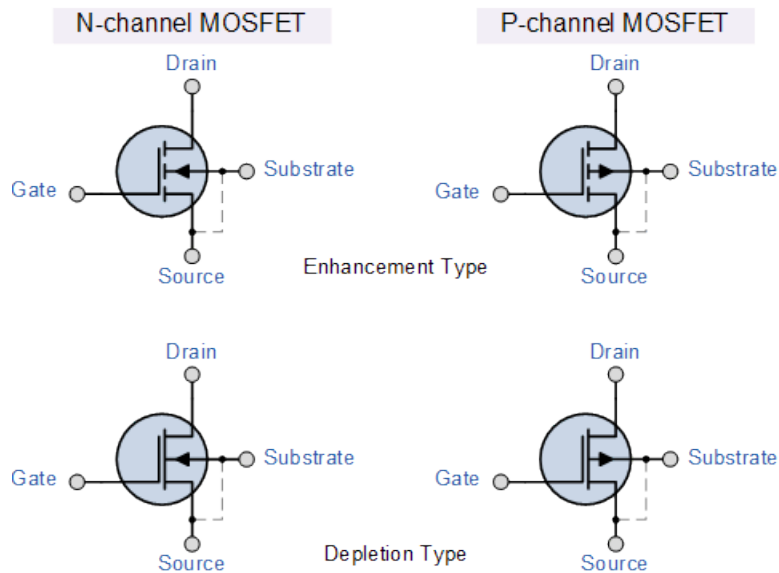 N-channel MOSFET
P-channel MOSFET
Drain
Drain
Substrate
Substrate
Gate
Gate
Source
Source
Enhancement Type
Drain
Drain
Substrate
Substrate
Gate
Gate
Source
Source
Depletion Type